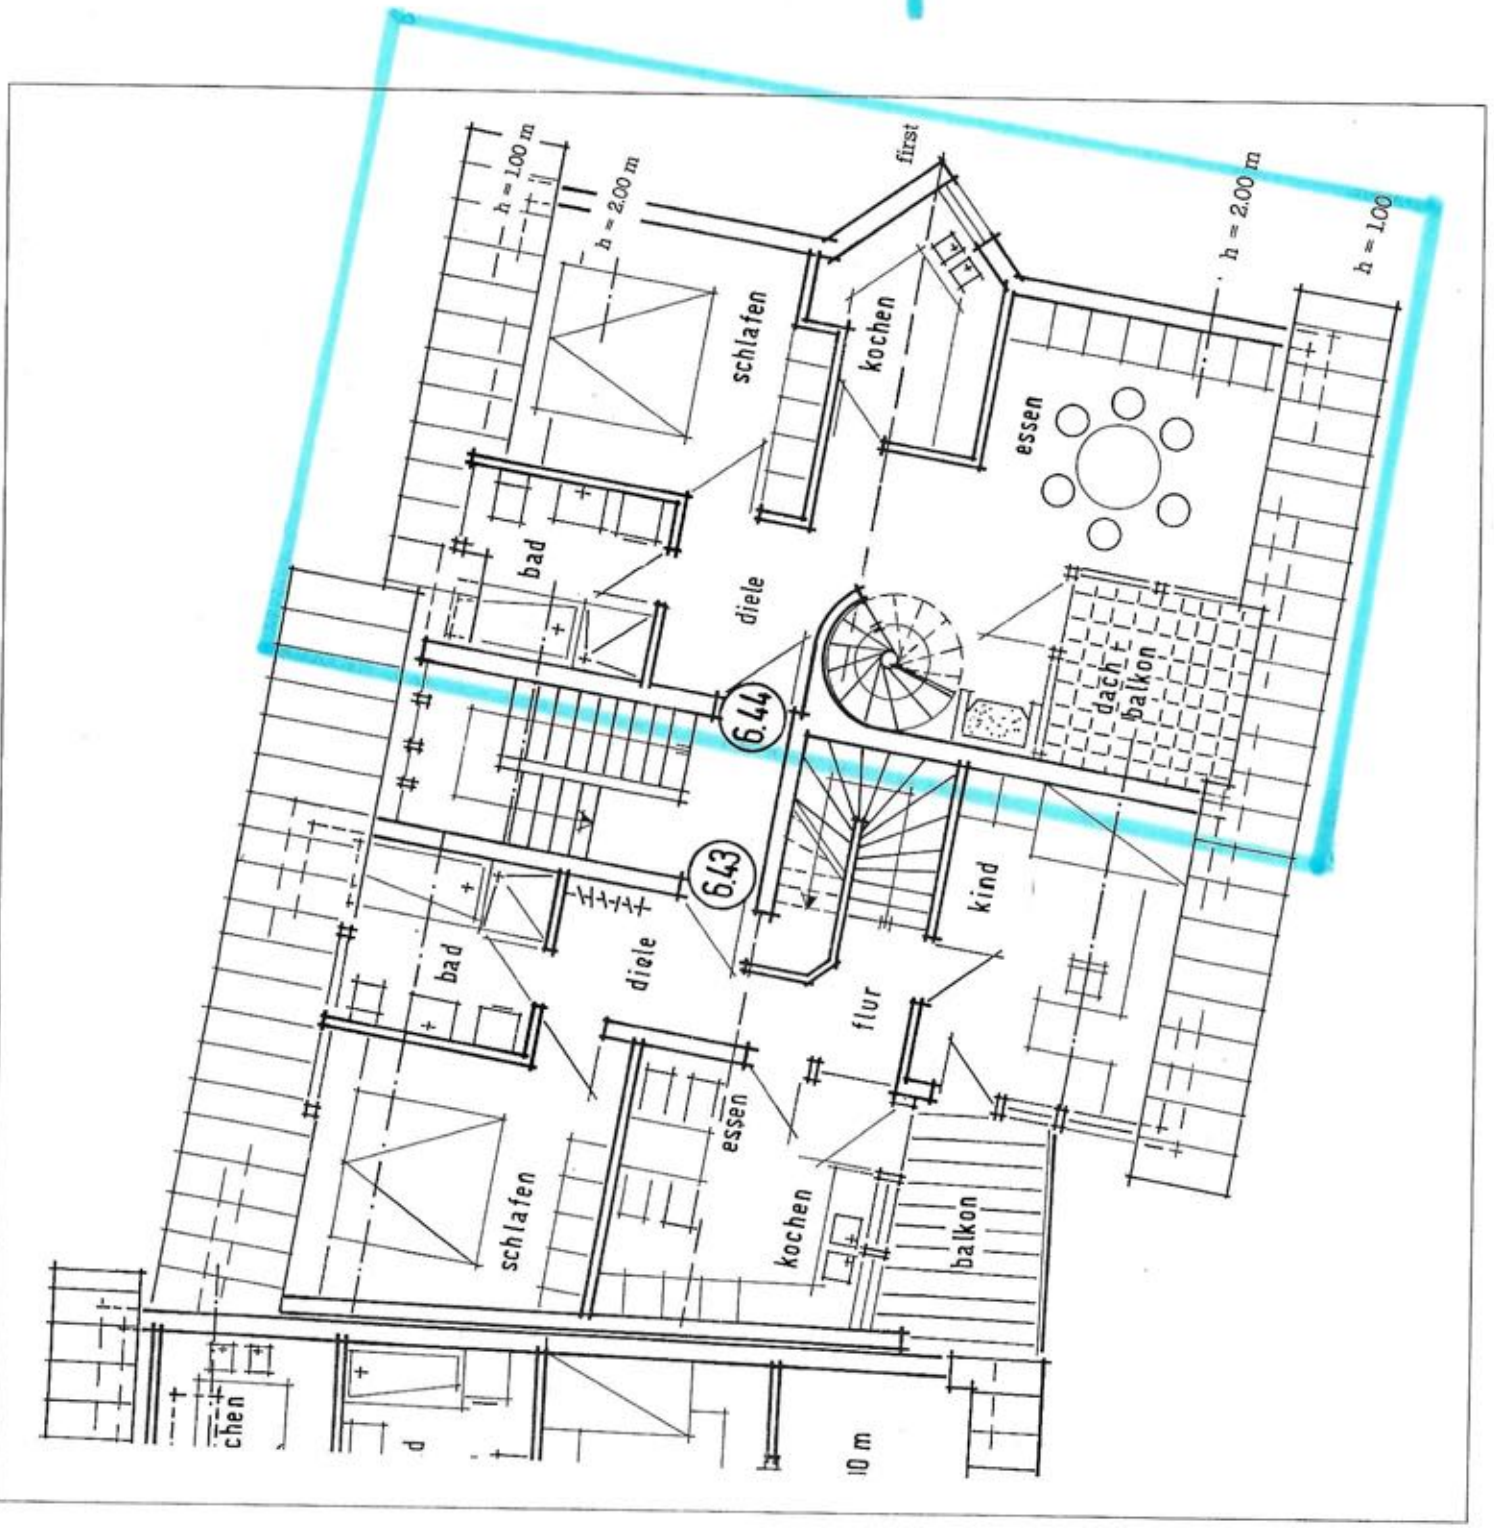 h = 1.00 m
h = 2.00 m
first
h = 2.00 m
h = 1.00
schlafen
kochen
essen
bad
diele
dach
balkon
6.44
6.43
kind
bad
diele
flur
essen
schlafen
kochen
balkon
chen
d
10 m